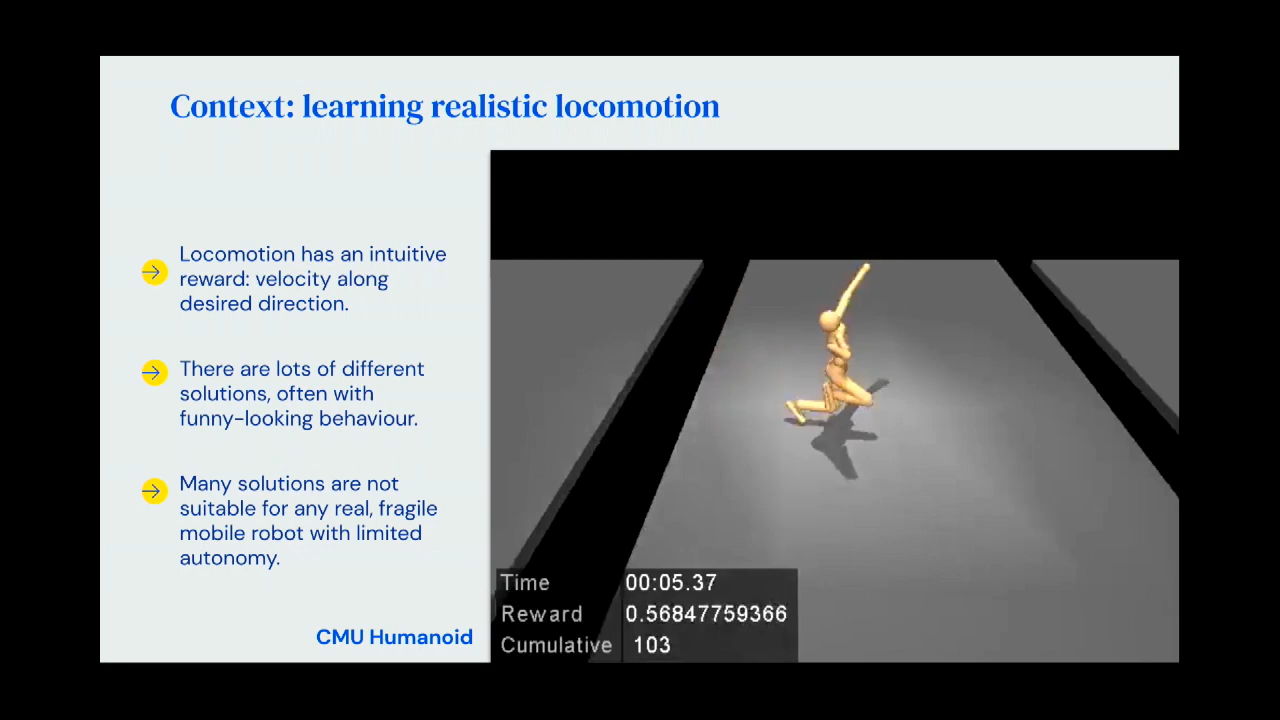 Context: learning realistic locomotion
Locomotion has an intuitive
reward: velocity along
desired direction.
There are lots of different
solutions, often with
funny-looking behaviour.
Many solutions are not
suitable for any real, fragile
mobile robot with limited
autonomy.
CMU Humanoid
Time 00:05.37
Reward 0.56847759366
Cumulative 103